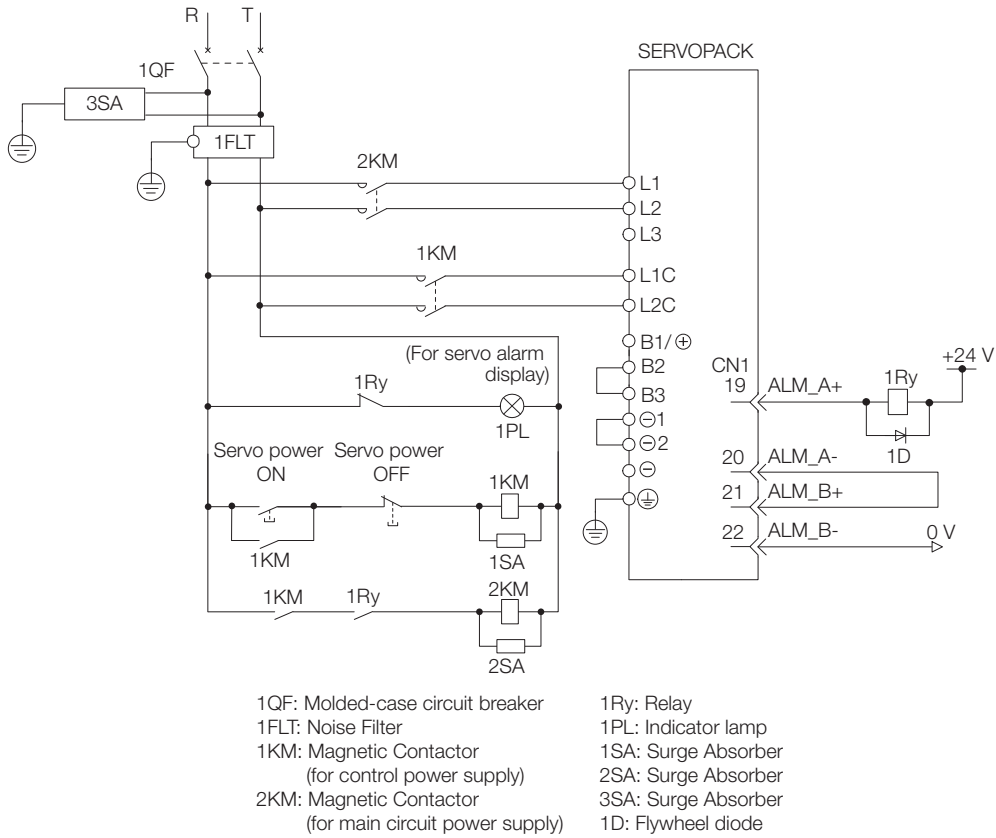 R T
SERVOPACK
1QF
3SA
1FLT
2KM
L1
L2
L3
1KM
L1C
L2C
B1/⊕
(For servo alarm
display)
B2
CN1
+24 V
1Ry
B3
19 ALM_A+
1Ry
1PL
⊖1
1D
⊖2
Servo power
ON
Servo power
OFF
20 ALM_A-
⊖
1KM
21 ALM_B+
1KM
22 ALM_B-
0 V
1SA
1KM
1Ry
2KM
2SA
1QF: Molded-case circuit breaker
1FLT: Noise Filter
1KM: Magnetic Contactor
(for control power supply)
2KM: Magnetic Contactor
(for main circuit power supply)
1Ry: Relay
1PL: Indicator lamp
1SA: Surge Absorber
2SA: Surge Absorber
3SA: Surge Absorber
1D: Flywheel diode